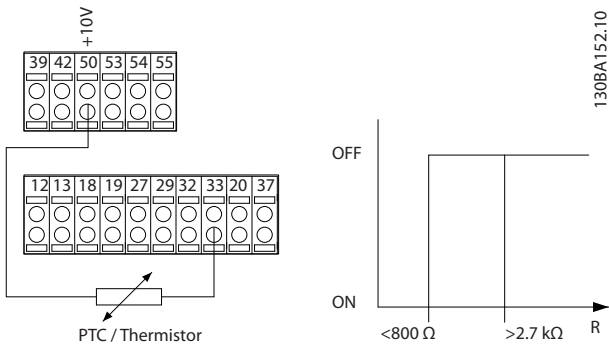 +10V
39 42 50 53 54 55
12 13 18 19 27 29 32 33 20 37
PTC / Thermistor
OFF
ON
<800 Ω >2.7 kΩ R
130BA152.10